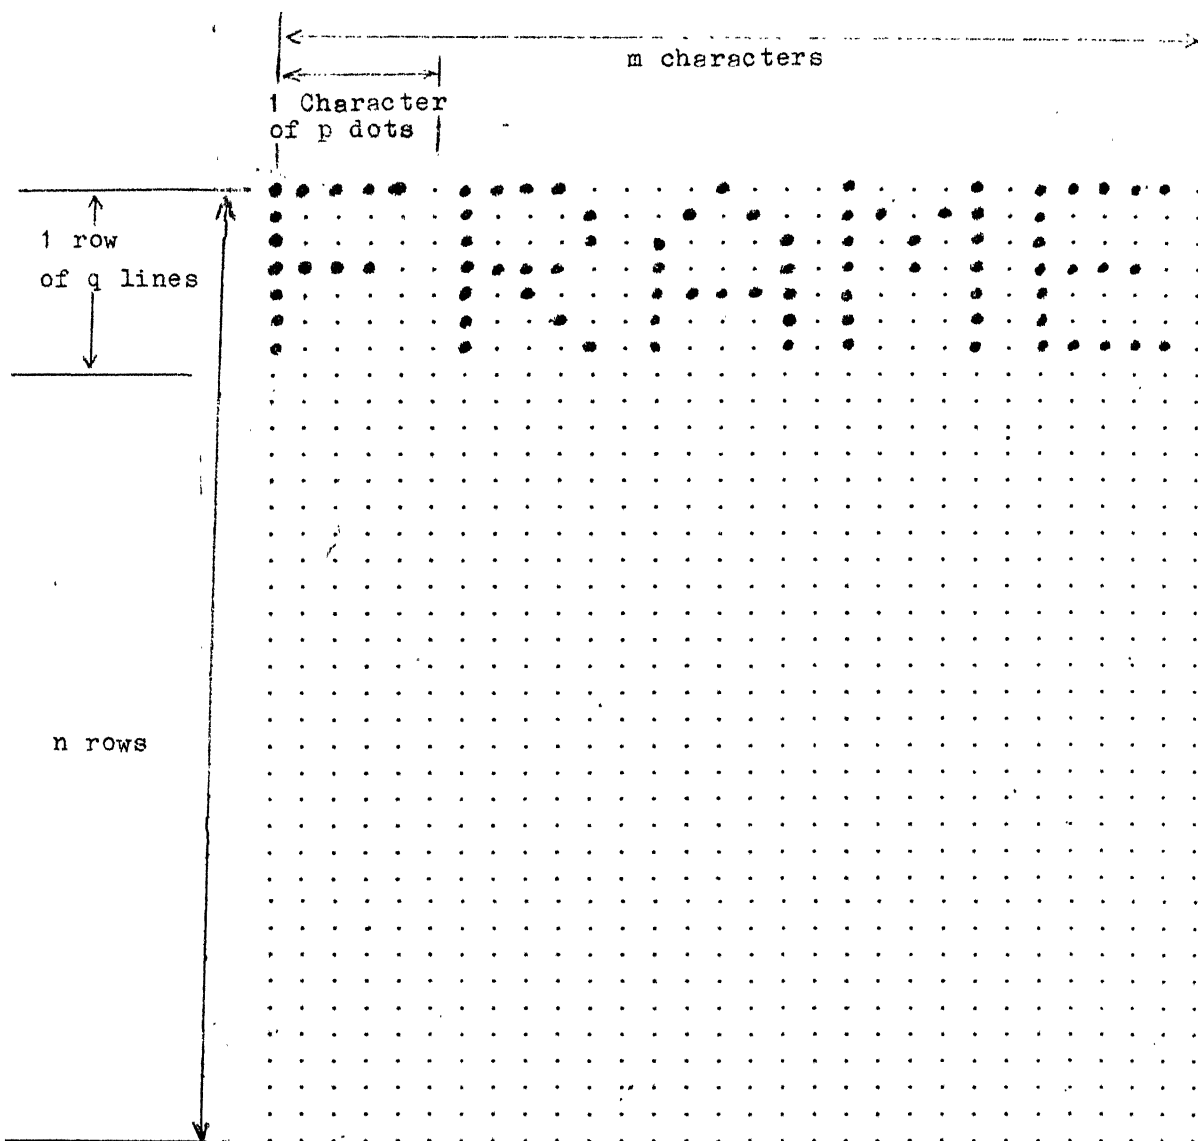 m characters
1 Character
of p dots
FRAME
1 row
of q lines
n rows